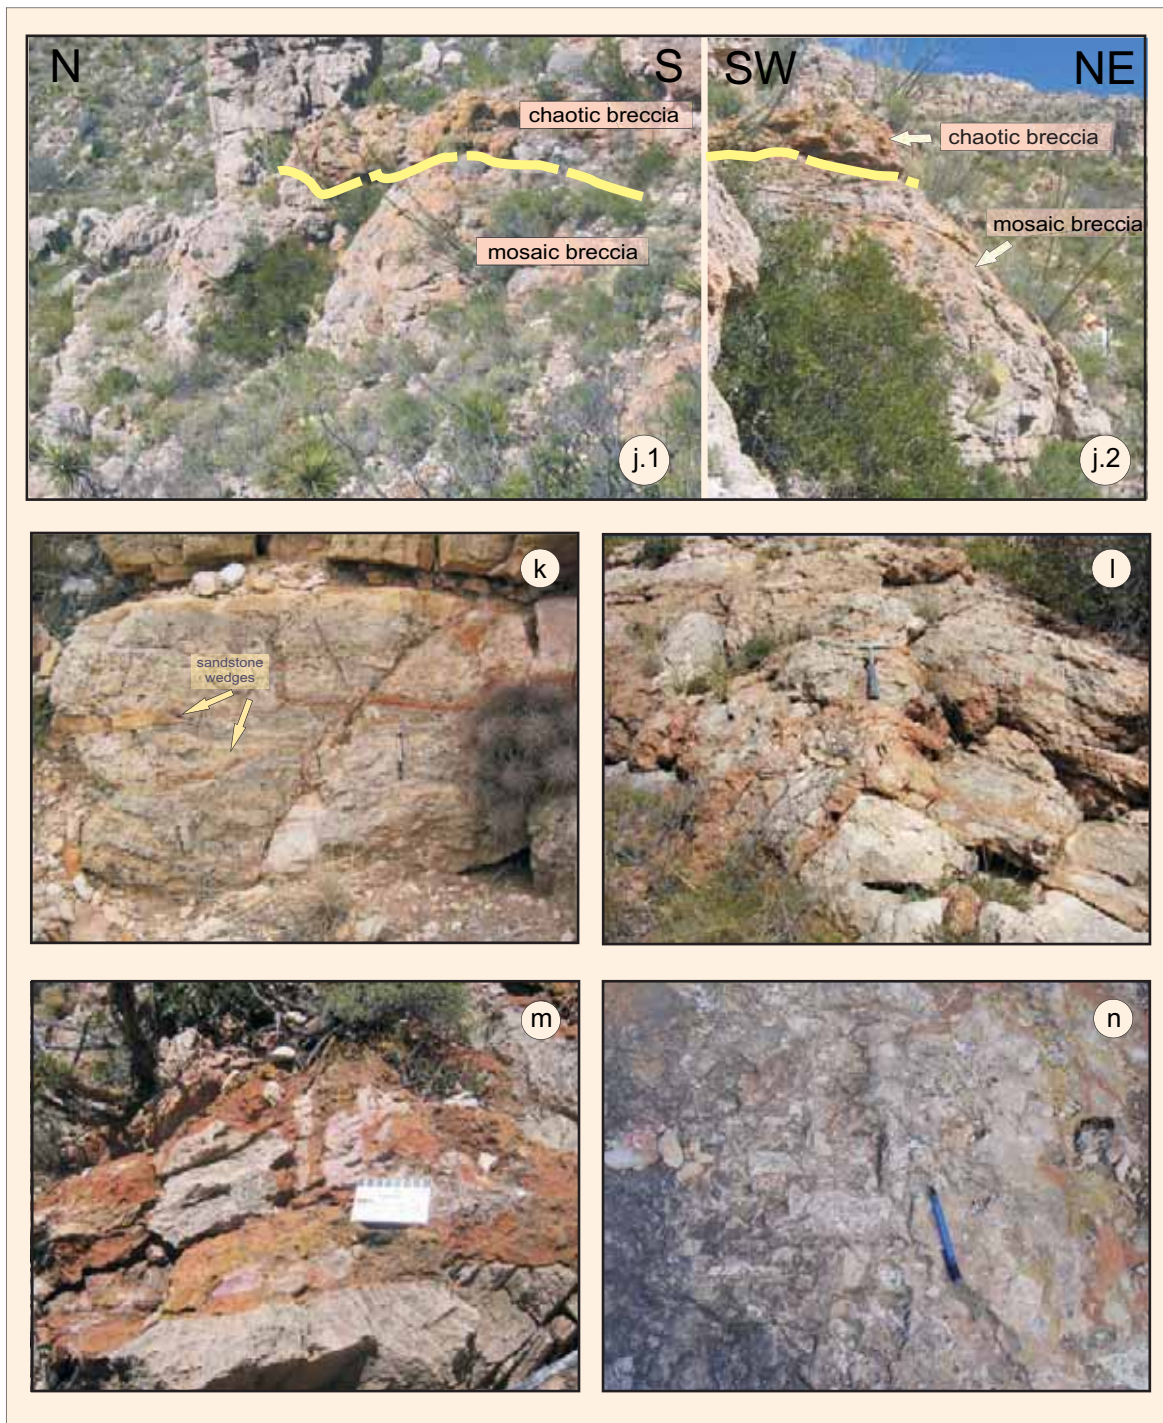 N
S
SW
NE
chaotic breccia
chaotic breccia
mosaic breccia
mosaic breccia
j.1
j.2
k
sandstone
wedges
l
m
n